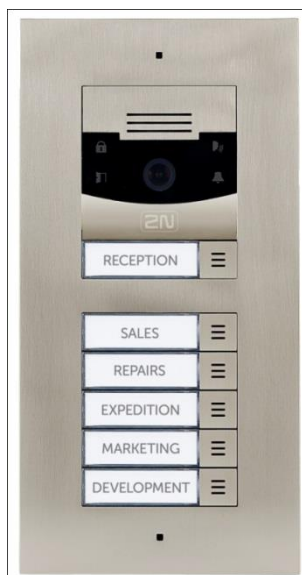 2N
RECEPTION
SALES
REPAIRS
EXPEDITION
MARKETING
DEVELOPMENT